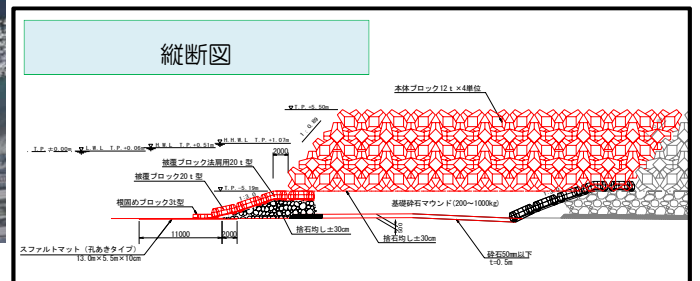 縦断図
本体ブロック12t×4単位
▽T.P.+5.50m
1:0.89
T.P.±0.00m
L.W.L T.P.+0.06m
H.W.L T.P.+0.51m
H.H.W.L T.P.+1.07m
2000
被覆ブロック法肩用20t型
被覆ブロック20t型
▽T.P.-5.19m
根固めブロック3t型
基礎砕石マウンド(200~1000kg)
11000
2000
捨石均し±30cm
捨石均し±30cm
砕石50mm以下
t=0.5m
スファルトマット(孔あきタイプ)
13.0m×5.5m×10cm